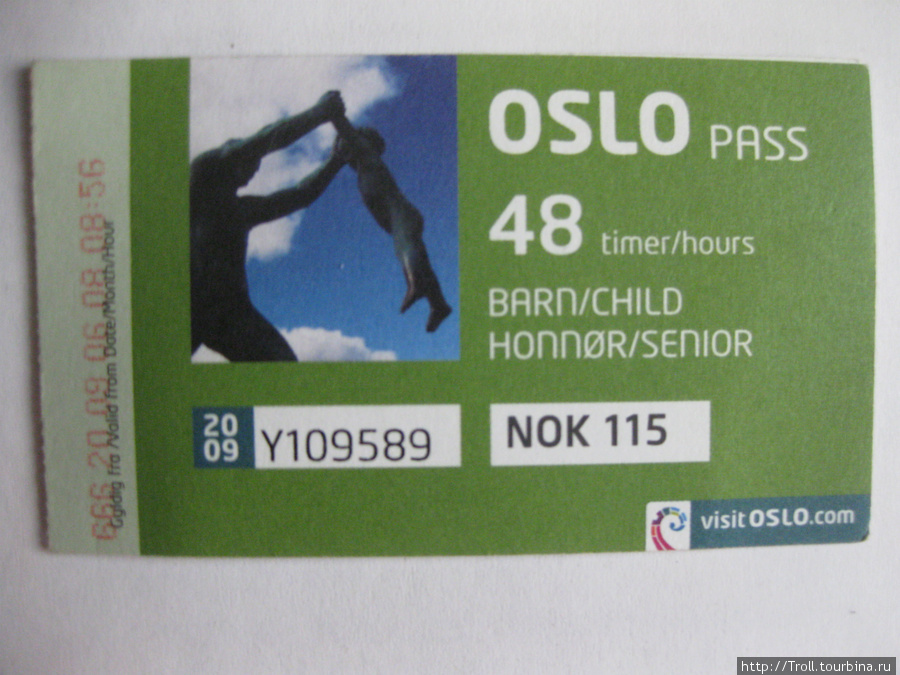 OSLO PASS
48 timer/hours
BARN/CHILD
HONNØR/SENIOR
20
09
Y109589
NOK 115
visitOSLO.com
666 20 09 06 08 08:56
Gyldig fra/Valid from Date/Month/Hour
http://Troll.tourbina.ru